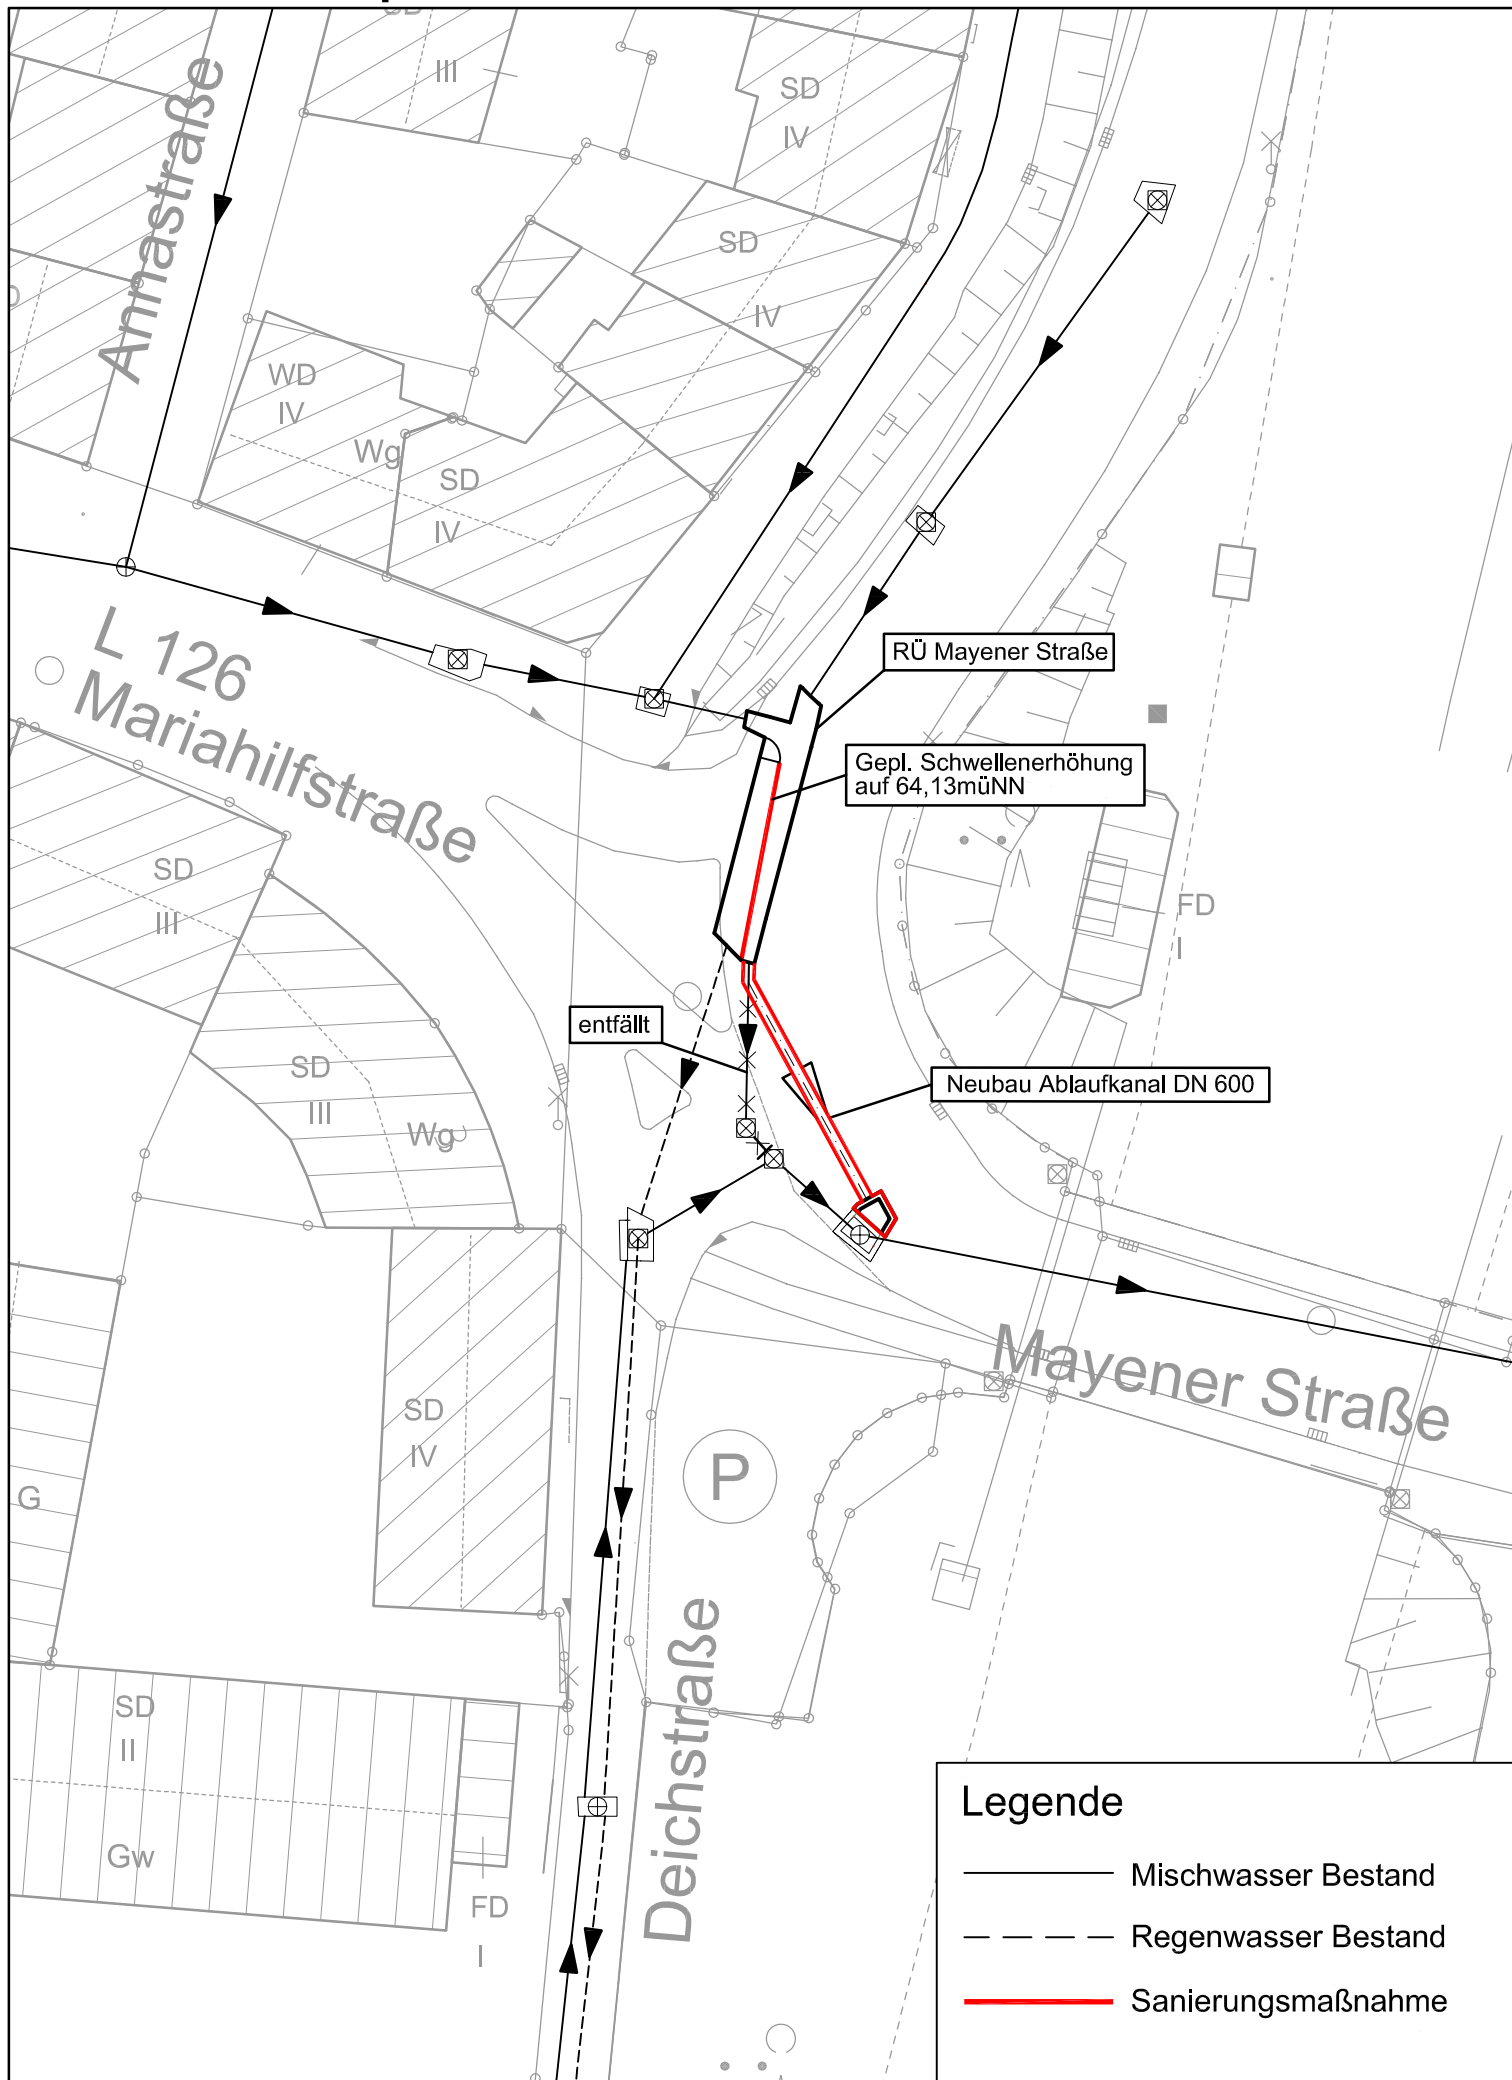 III
SD
IV
Annastraße
SD
IV
WD
IV
Wg
SD
IV
L 126
Mariahilfstraße
RÜ Mayener Straße
Gepl. Schwellenerhöhung
auf 64,13müNN
SD
III
FD
I
entfällt
SD
III
Wg
Neubau Ablaufkanal DN 600
Mayener Straße
SD
IV
G
P
Deichstraße
SD
II
Gw
FD
I
Legende
Mischwasser Bestand
Regenwasser Bestand
Sanierungsmaßnahme